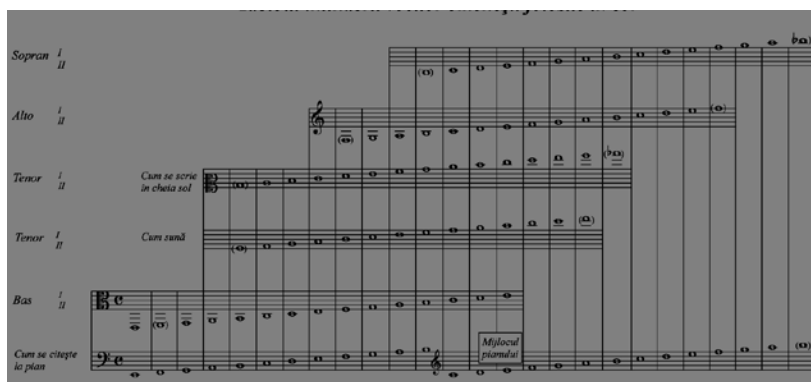 Sopran I
II
Alto I
II
Tenor I
II
Cum se scrie
în cheia sol
Tenor I
II
Cum sună
Bas I
II
Cum se citește
la pian
Mijlocul
pianului